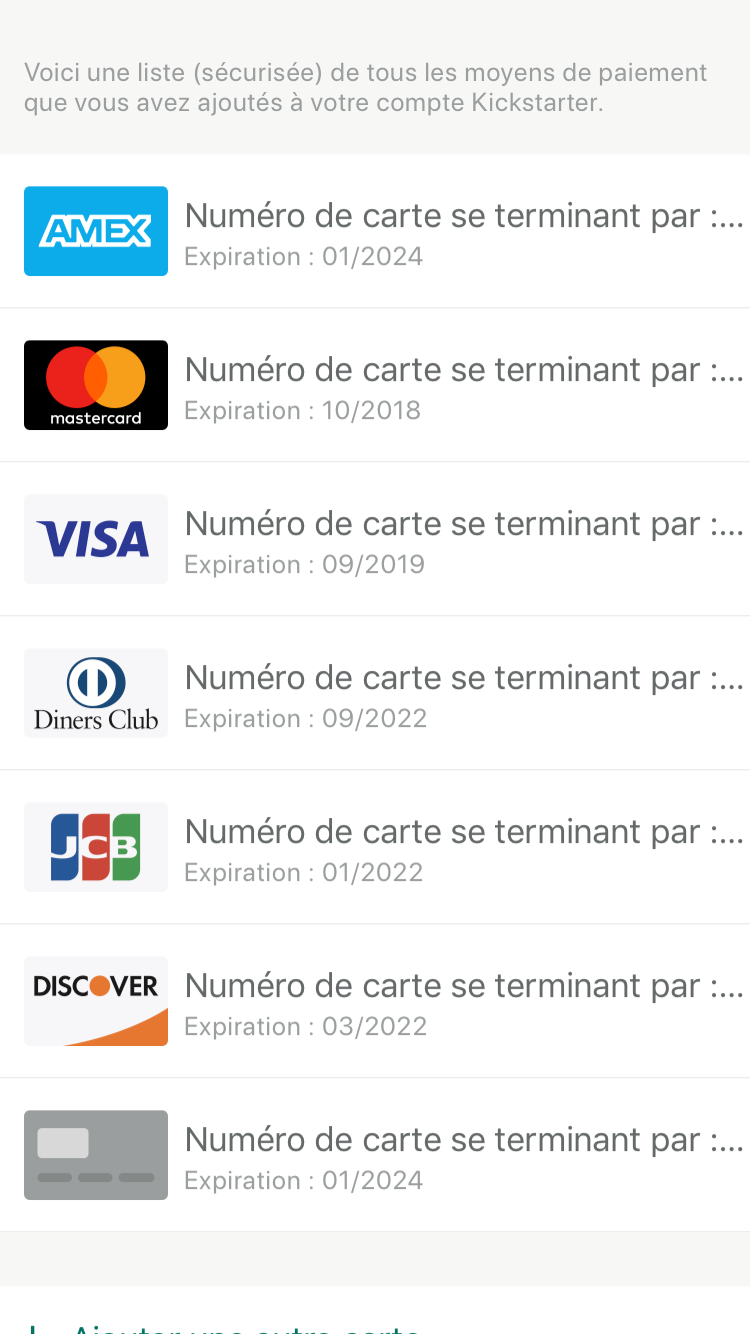 Voici une liste (sécurisée) de tous les moyens de paiement
que vous avez ajoutés à votre compte Kickstarter.
AMEX
Numéro de carte se terminant par :...
Expiration : 01/2024
mastercard
Numéro de carte se terminant par :...
Expiration : 10/2018
VISA
Numéro de carte se terminant par :...
Expiration : 09/2019
Diners Club
Numéro de carte se terminant par :...
Expiration : 09/2022
JCB
Numéro de carte se terminant par :...
Expiration : 01/2022
DISCOVER
Numéro de carte se terminant par :...
Expiration : 03/2022
Numéro de carte se terminant par :...
Expiration : 01/2024
Ajouter une autre carte